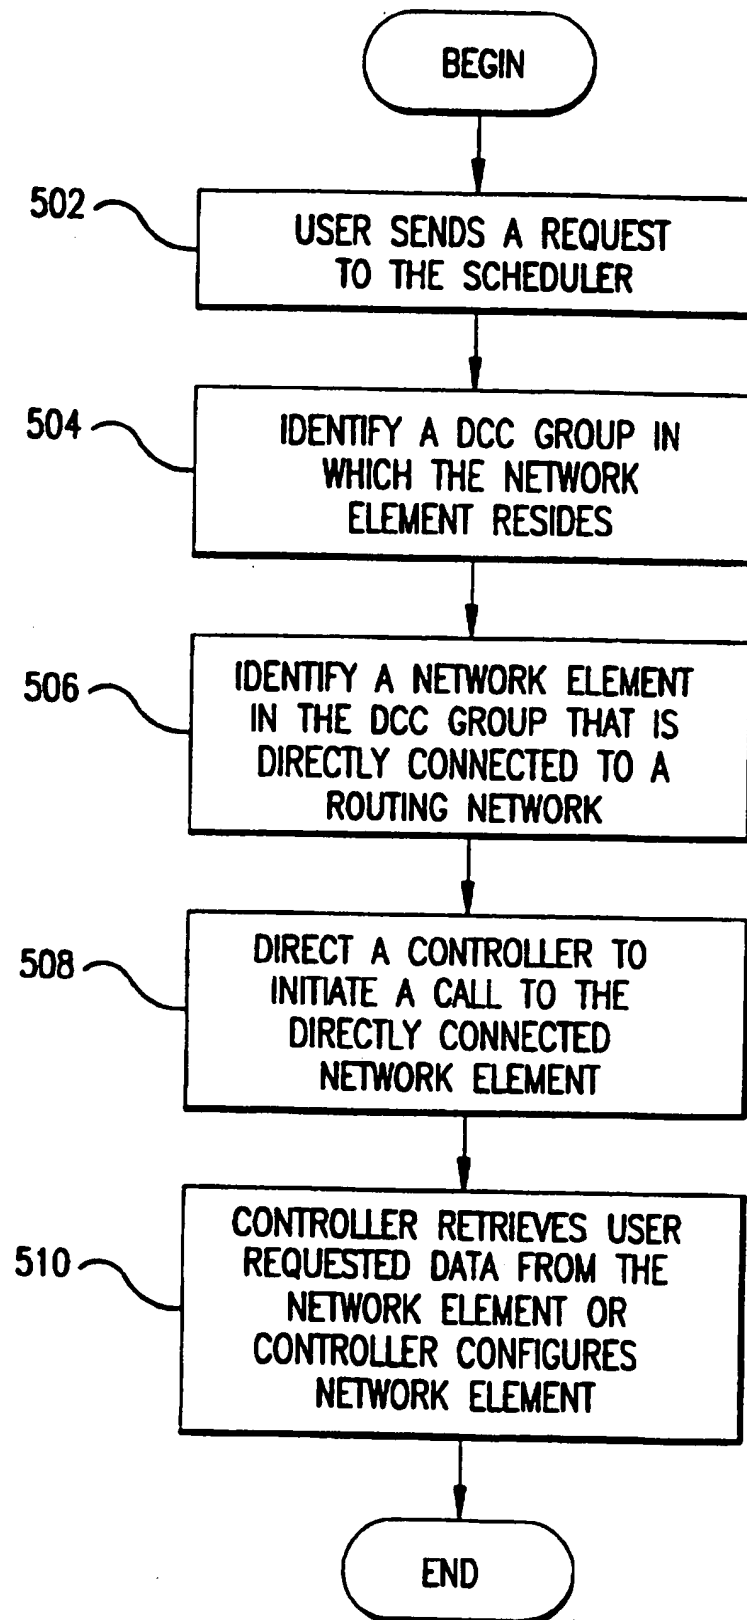 BEGIN
502
USER SENDS A REQUEST
TO THE SCHEDULER
504
IDENTIFY A DCC GROUP IN
WHICH THE NETWORK
ELEMENT RESIDES
506
IDENTIFY A NETWORK ELEMENT
IN THE DCC GROUP THAT IS
DIRECTLY CONNECTED TO A
ROUTING NETWORK
508
DIRECT A CONTROLLER TO
INITIATE A CALL TO THE
DIRECTLY CONNECTED
NETWORK ELEMENT
510
CONTROLLER RETRIEVES USER
REQUESTED DATA FROM THE
NETWORK ELEMENT OR
CONTROLLER CONFIGURES
NETWORK ELEMENT
END